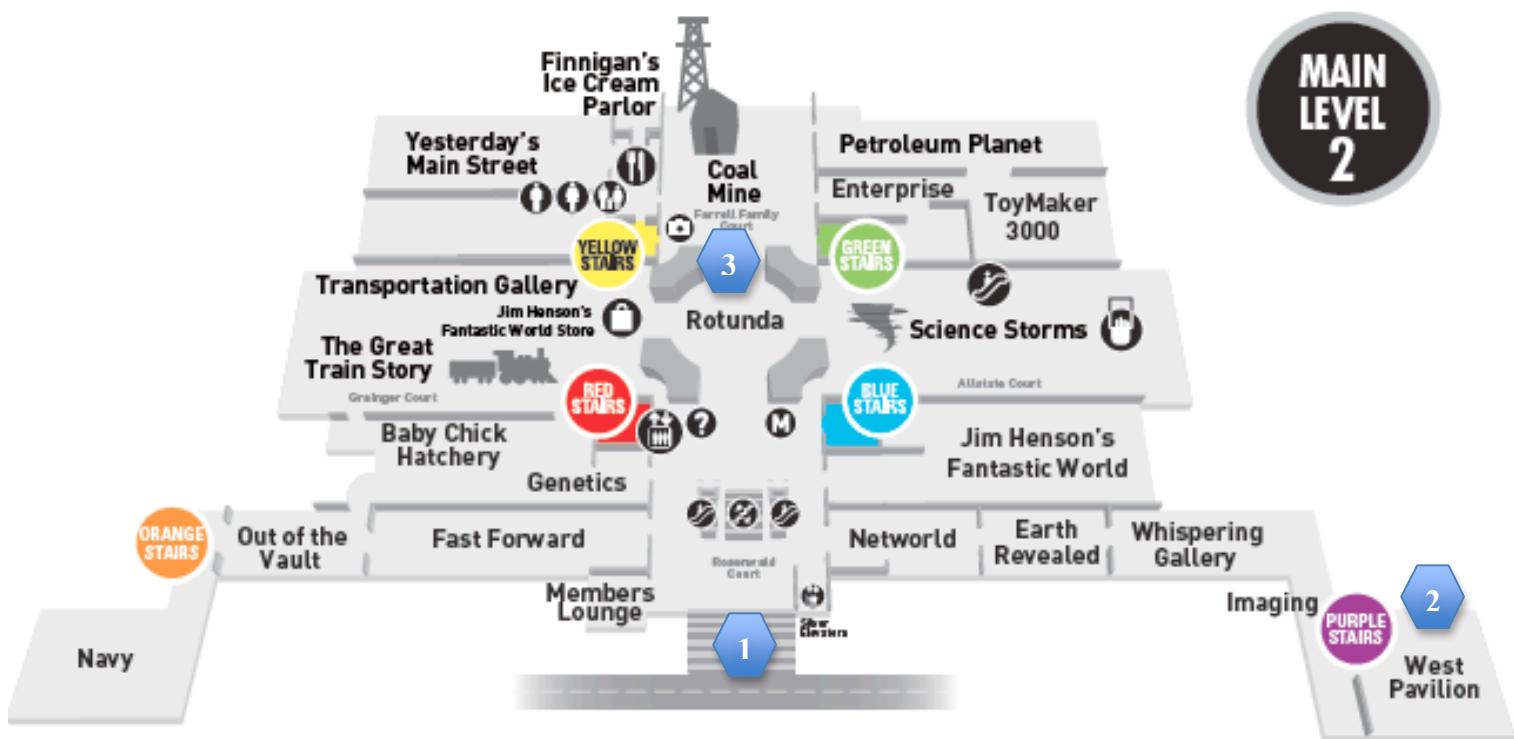 MAIN
LEVEL
2
Finnigan's
Ice Cream
Parlor
Yesterday's
Main Street
Coal
Mine
Farrell Family
Court
Petroleum Planet
Enterprise
ToyMaker
3000
YELLOW
STAIRS
3
GREEN
STAIRS
Transportation Gallery
Jim Henson's
Fantastic World Store
Rotunda
Science Storms
The Great
Train Story
Grainger Court
RED
STAIRS
?
M
BLUE
STAIRS
Allstate Court
Baby Chick
Hatchery
Genetics
Jim Henson's
Fantastic World
ORANGE
STAIRS
Out of the
Vault
Fast Forward
Rosenwald
Court
Networld
Earth
Revealed
Whispering
Gallery
Members
Lounge
1
Silver
Elevators
Imaging
PURPLE
STAIRS
2
West
Pavilion
Navy